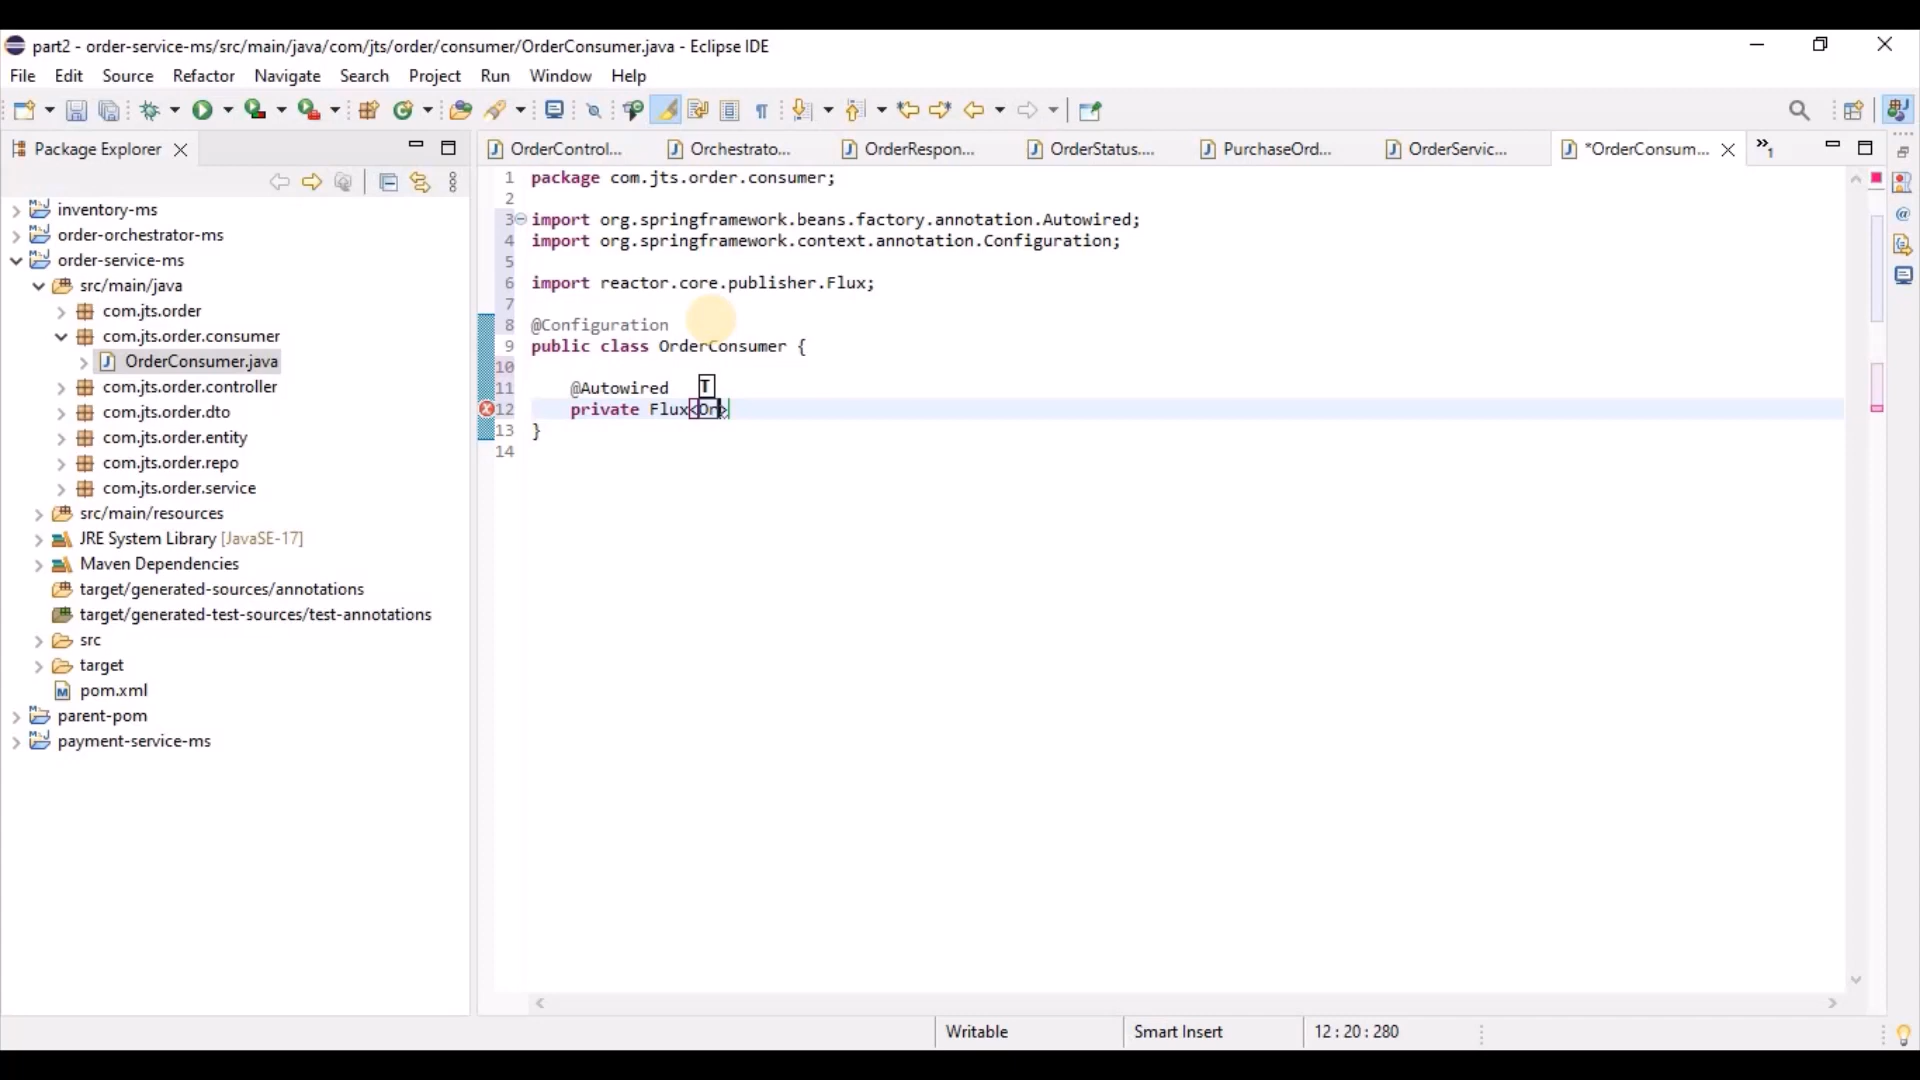 part2 - order-service-ms/src/main/java/com/jts/order/consumer/OrderConsumer.java - Eclipse IDE
File Edit Source Refactor Navigate Search Project Run Window Help
Package Explorer
inventory-ms
order-orchestrator-ms
order-service-ms
src/main/java
com.jts.order
com.jts.order.consumer
OrderConsumer.java
com.jts.order.controller
com.jts.order.dto
com.jts.order.entity
com.jts.order.repo
com.jts.order.service
src/main/resources
JRE System Library [JavaSE-17]
Maven Dependencies
target/generated-sources/annotations
target/generated-test-sources/test-annotations
src
target
pom.xml
parent-pom
payment-service-ms
OrderControl... Orchestrato... OrderRespon... OrderStatus.... PurchaseOrd... OrderServic... *OrderConsum... »1
1 package com.jts.order.consumer;
2
3 import org.springframework.beans.factory.annotation.Autowired;
4 import org.springframework.context.annotation.Configuration;
5
6 import reactor.core.publisher.Flux;
7
8 @Configuration
9 public class OrderConsumer {
10
11 @Autowired T
12 private Flux<Or>
13 }
14
Writable Smart Insert 12 : 20 : 280